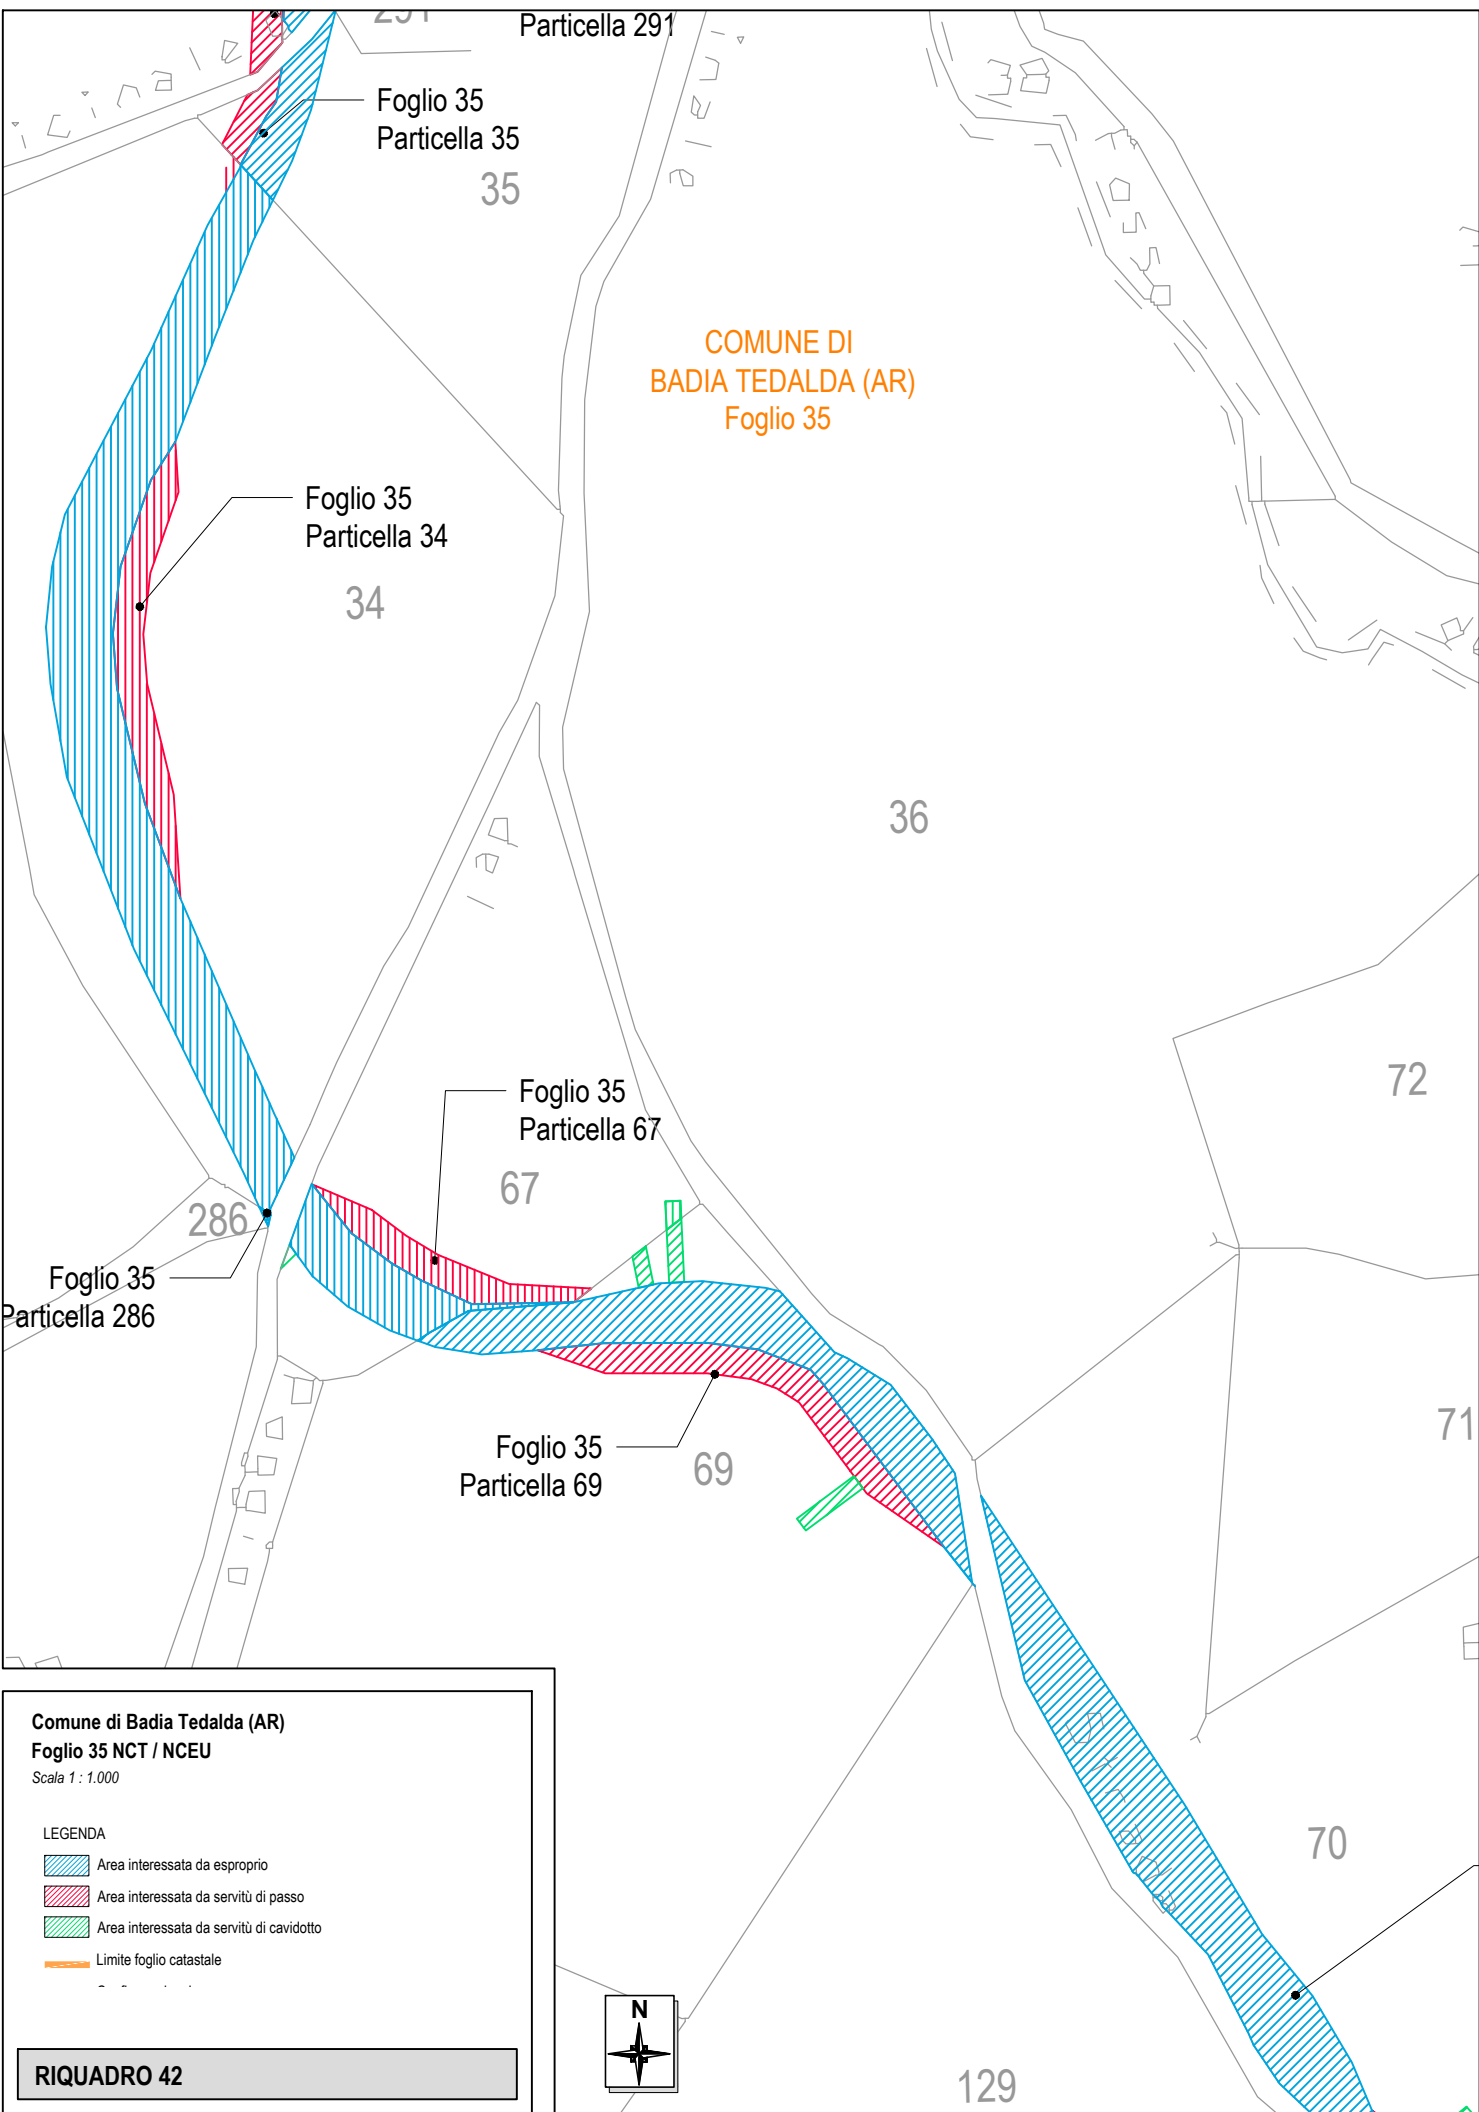 291
Particella 291
Foglio 35
Particella 35
35
COMUNE DI
BADIA TEDALDA (AR)
Foglio 35
Foglio 35
Particella 34
34
36
72
Foglio 35
Particella 67
67
286
Foglio 35
Particella 286
71
Foglio 35
Particella 69
69
Comune di Badia Tedalda (AR)
Foglio 35 NCT / NCEU
Scala 1 : 1.000
LEGENDA
Area interessata da esproprio
Area interessata da servitù di passo
Area interessata da servitù di cavidotto
Limite foglio catastale
70
N
RIQUADRO 42
129